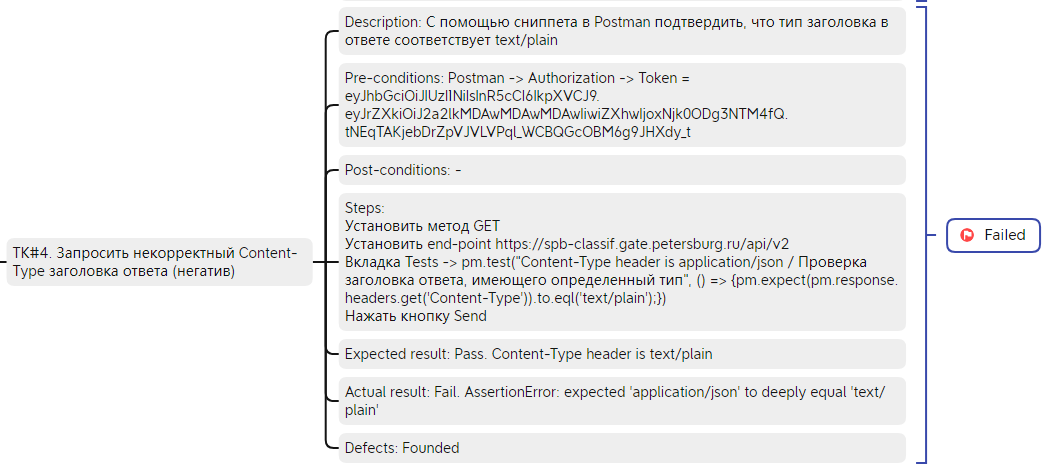 Description: С помощью сниппета в Postman подтвердить, что тип заголовка в
ответе соответствует text/plain
Pre-conditions: Postman -> Authorization -> Token =
eyJhbGciOiJIUzI1NiIsInR5cCI6IkpXVCJ9.
eyJrZXkiOiJ2a2lkMDAwMDAwMDAwIiwiZXhwIjoxNjk0ODg3NTM4fQ.
tNEqTAKjebDrZpVJVLVPql_WCBQGcOBM6g9JHXdy_t
Post-conditions: -
Steps:
Установить метод GET
Установить end-point https://spb-classif.gate.petersburg.ru/api/v2
Вкладка Tests -> pm.test("Content-Type header is application/json / Проверка
заголовка ответа, имеющего определенный тип", () => {pm.expect(pm.response.
headers.get('Content-Type')).to.eql('text/plain';})
Нажать кнопку Send
ТК#4. Запросить некорректный Content-
Type заголовка ответа (негатив)
Failed
Expected result: Pass. Content-Type header is text/plain
Actual result: Fail. AssertionError: expected 'application/json' to deeply equal 'text/
plain'
Defects: Founded